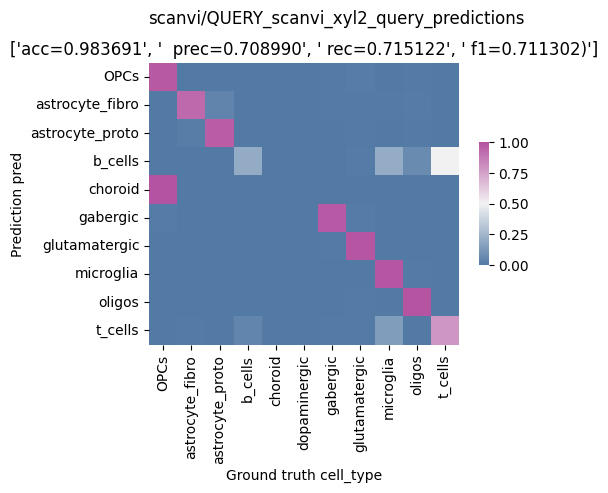 scanvi/QUERY_scanvi_xyl2_query_predictions
['acc=0.983691', '  prec=0.708990', ' rec=0.715122', ' f1=0.711302)']
OPCs
astrocyte_fibro
astrocyte_proto
b_cells
choroid
gabergic
glutamatergic
microglia
oligos
t_cells
Prediction pred
1.00
0.75
0.50
0.25
0.00
OPCs
astrocyte_fibro
astrocyte_proto
b_cells
choroid
dopaminergic
gabergic
glutamatergic
microglia
oligos
t_cells
Ground truth cell_type